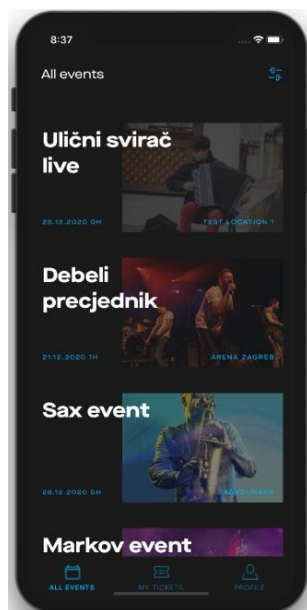 8:37
All events
Ulični svirač
live
25.12.2020 0H
TEST LOCATION 1
Debeli
precjednik
21.12.2020 1H
ARENA ZAGREB
Sax event
28.12.2020 5H
KORDUNSKA
Markov event
ALL EVENTS
MY TICKETS
PROFILE